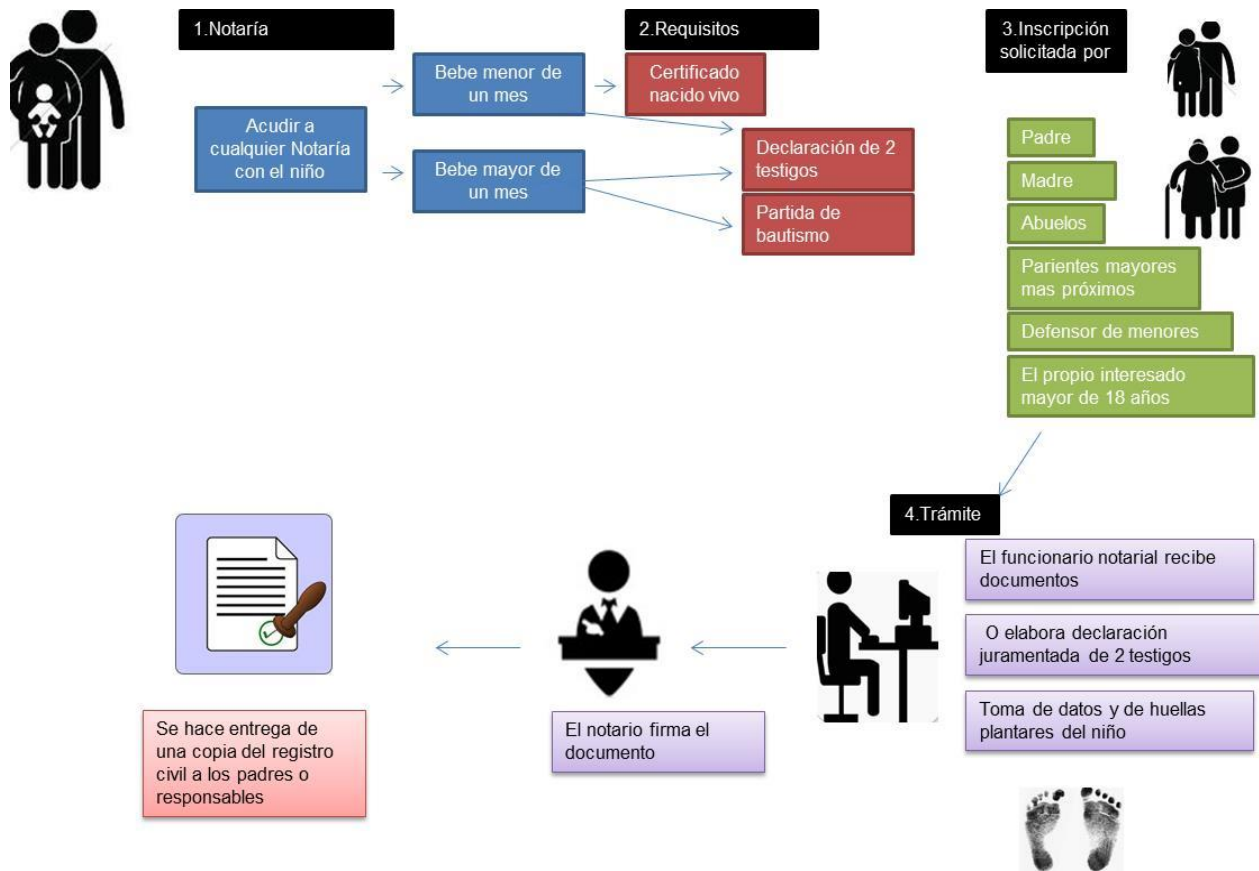 1.Notaría
Acudir a
cualquier Notaría
con el niño
Bebe menor de
un mes
Bebe mayor de
un mes
2.Requisitos
Certificado
nacido vivo
Declaración de 2
testigos
Partida de
bautismo
3.Inscripción
solicitada por
Padre
Madre
Abuelos
Parientes mayores
mas próximos
Defensor de menores
El propio interesado
mayor de 18 años
4.Trámite
El funcionario notarial recibe
documentos
O elabora declaración
juramentada de 2 testigos
Toma de datos y de huellas
plantares del niño
El notario firma el
documento
Se hace entrega de
una copia del registro
civil a los padres o
responsables